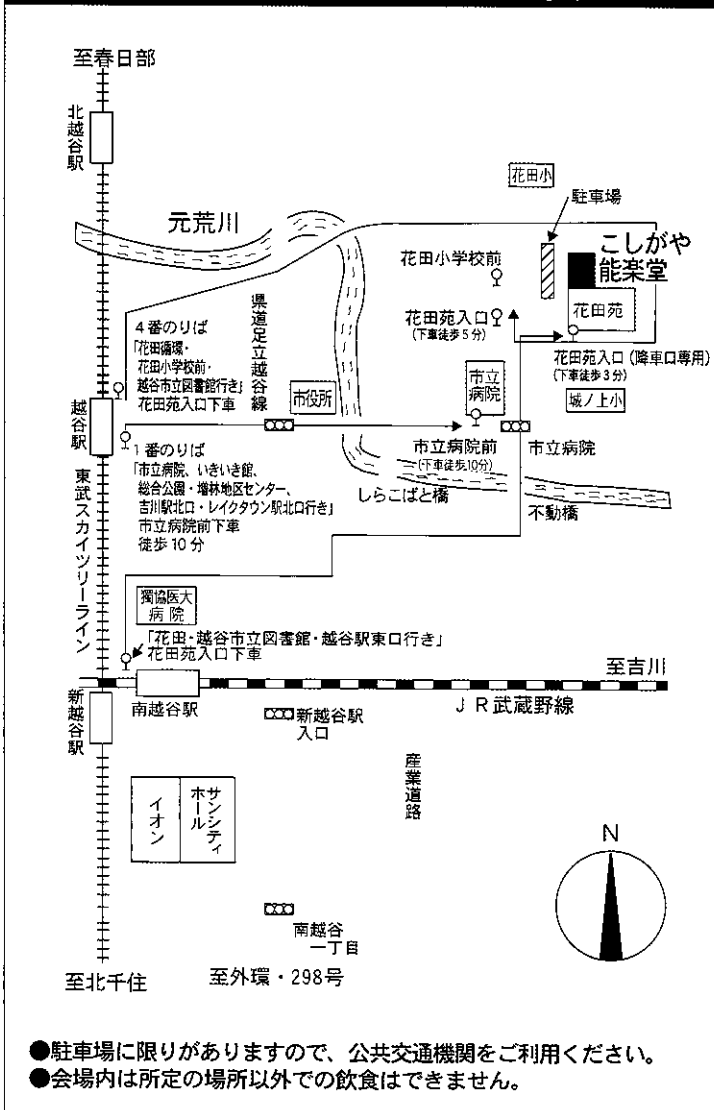 至春日部
北越谷駅
元荒川
花田小
駐車場
こしがや
能楽堂
花田小学校前
花田苑入口
(下車徒歩5分)
花田苑
花田苑入口(降車口専用)
(下車徒歩3分)
城ノ上小
県道足立越谷線
4番のりば
「花田循環・
花田小学校前・
越谷市立図書館行き」
花田苑入口下車
市役所
市立
病院
越谷駅
1番のりば
「市立病院、いきいき館、
総合公園・増林地区センター、
吉川駅北口・レイクタウン駅北口行き」
市立病院前下車
徒歩10分
市立病院前
(下車徒歩10分)
市立病院
しらこばと橋
不動橋
東武スカイツリーライン
獨協医大
病院
「花田・越谷市立図書館・越谷駅東口行き」
花田苑入口下車
至吉川
新越谷駅
南越谷駅
JR武蔵野線
新越谷駅
入口
産業道路
イオン
サンシティ
ホール
N
南越谷
一丁目
至北千住
至外環・298号
●駐車場に限りがありますので、公共交通機関をご利用ください。
●会場内は所定の場所以外での飲食はできません。